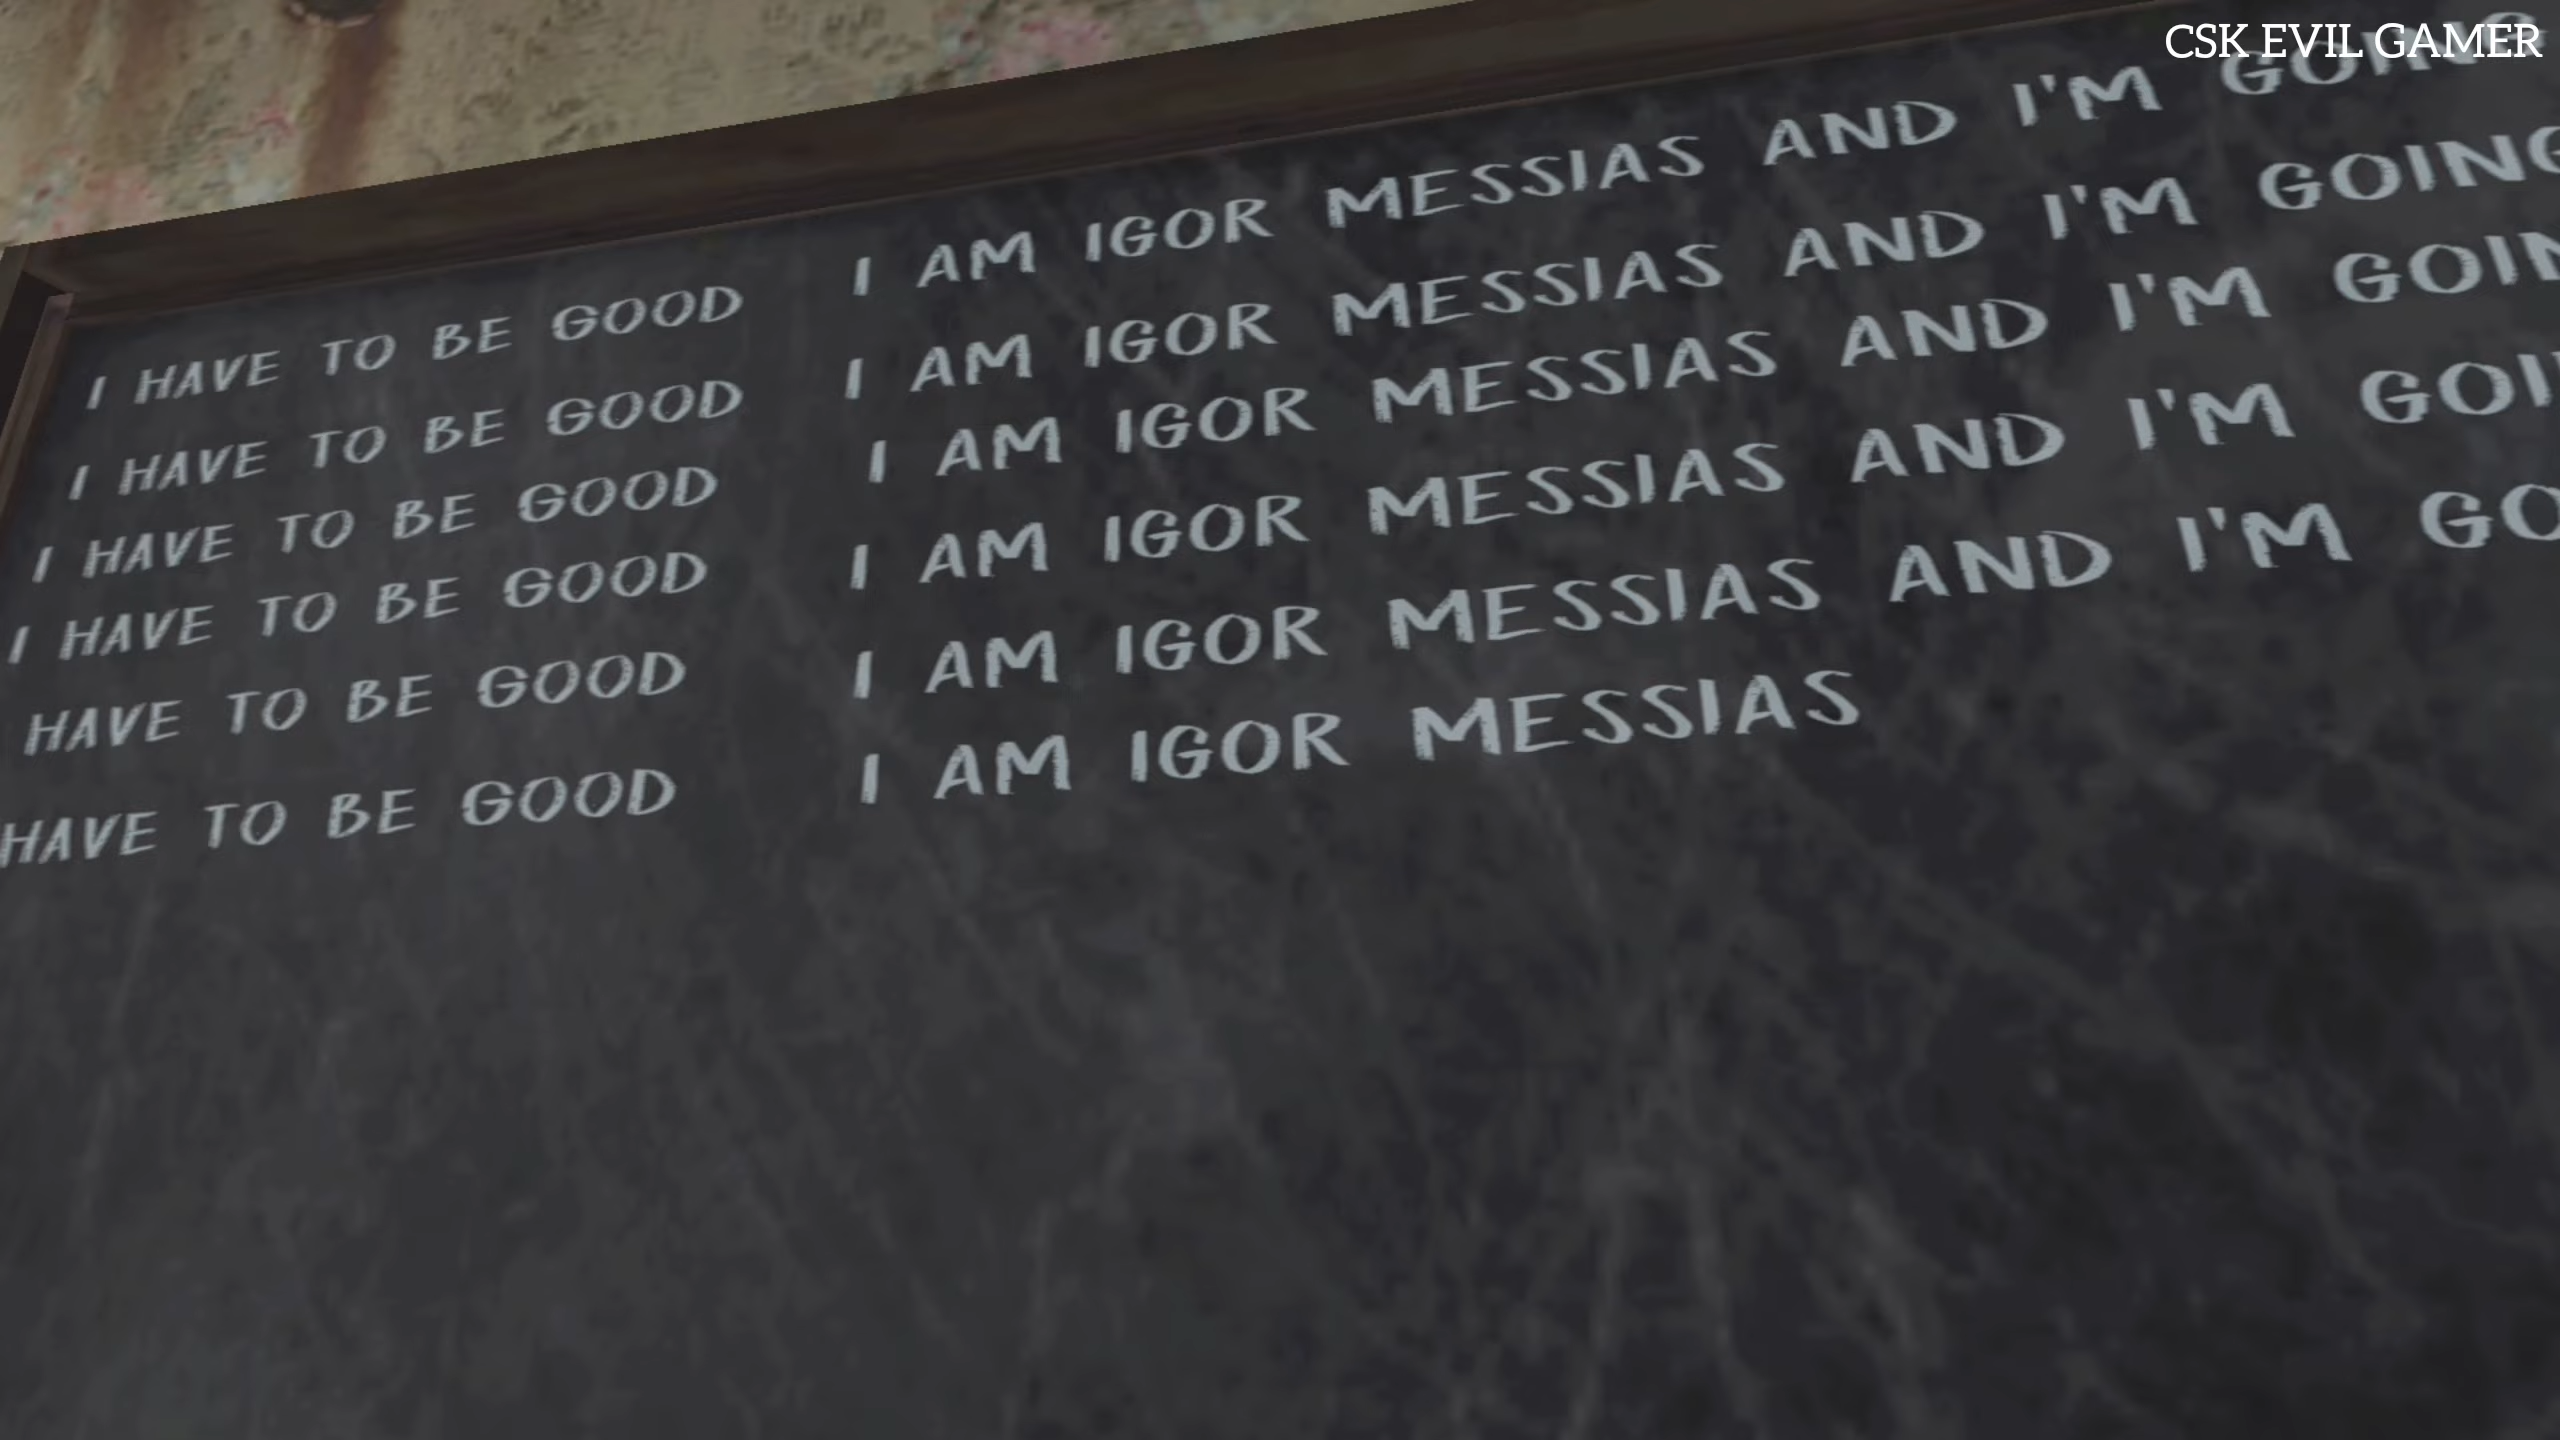 CSK EVIL GAMER
I HAVE TO BE GOOD
I HAVE TO BE GOOD
I HAVE TO BE GOOD
I HAVE TO BE GOOD
HAVE TO BE GOOD
HAVE TO BE GOOD
I AM IGOR MESSIAS AND I'M GOING
I AM IGOR MESSIAS AND I'M GOING
I AM IGOR MESSIAS AND I'M
I AM IGOR MESSIAS AND I'M
I AM IGOR MESSIAS AND I'M
I AM IGOR MESSIAS